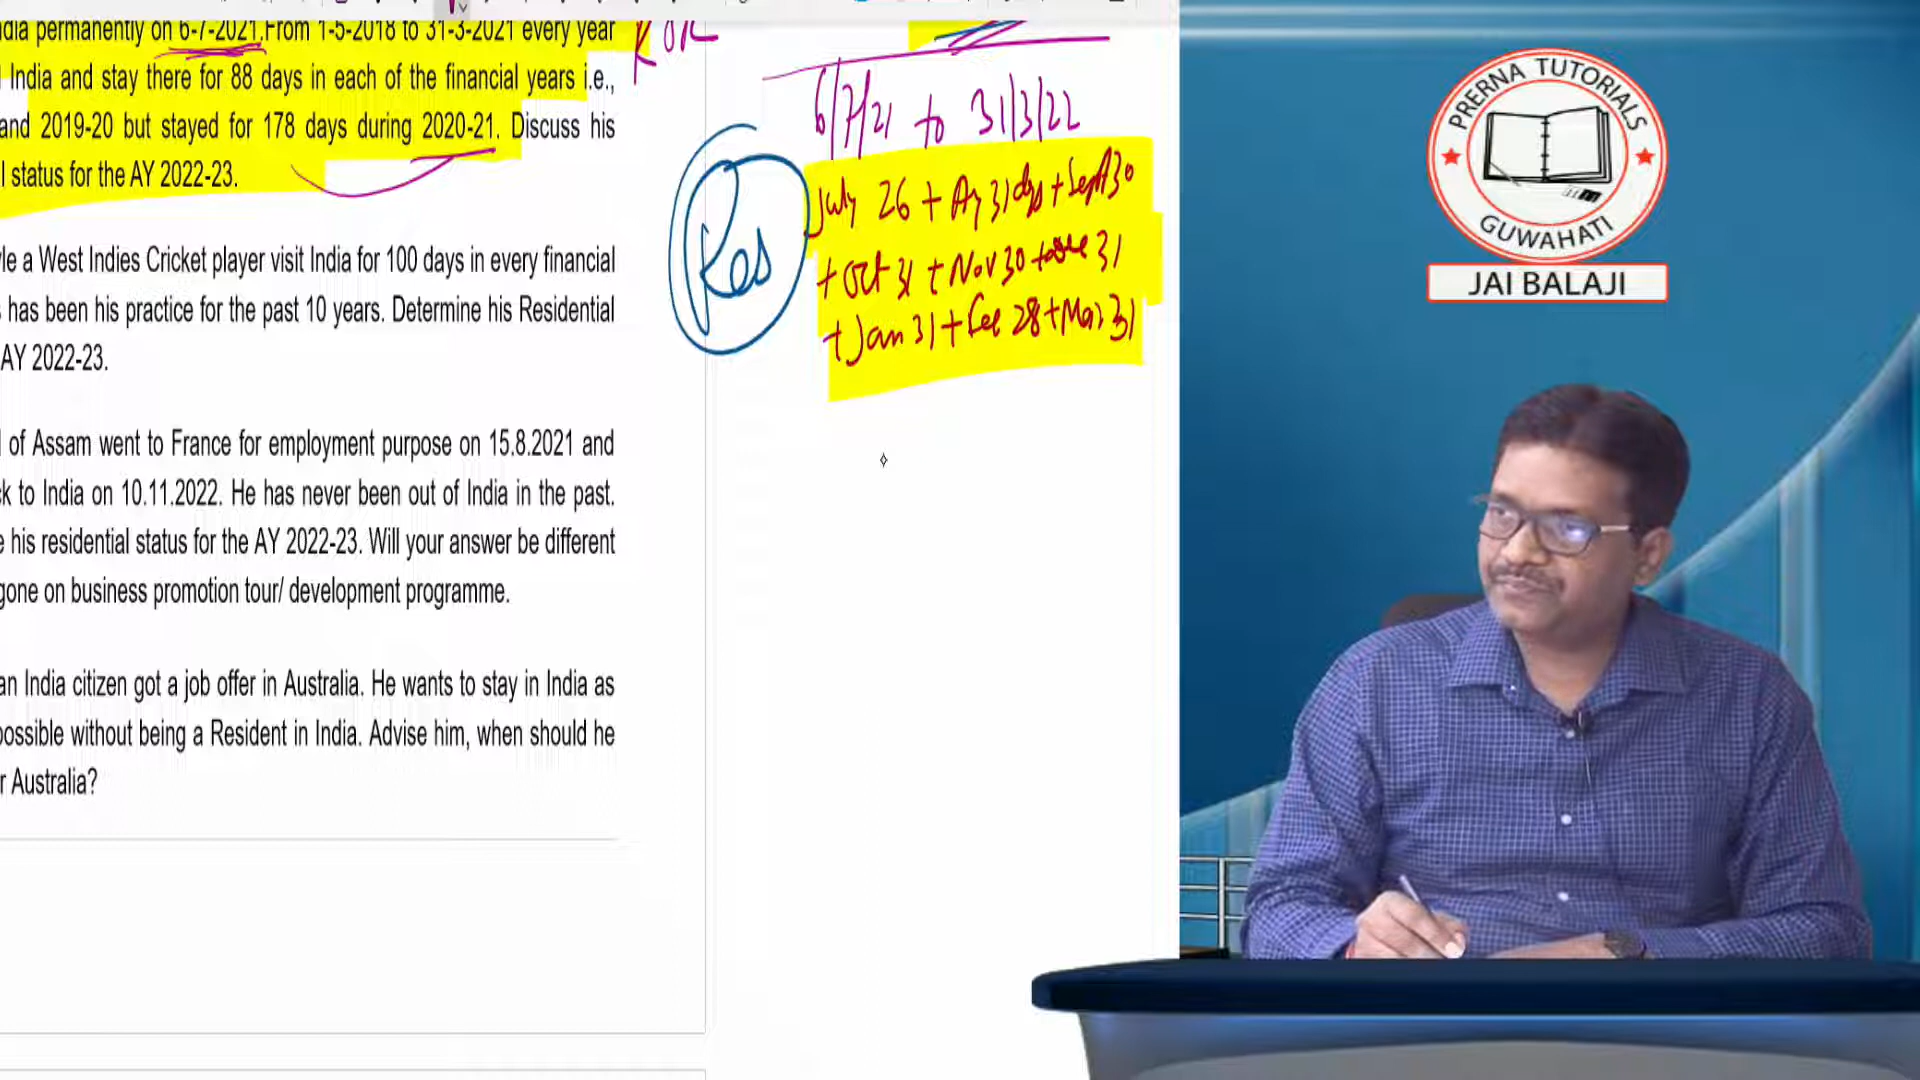 dia permanently on 6-7-2021.From 1-5-2018 to 31-3-2021 every year
India and stay there for 88 days in each of the financial years i.e.,
and 2019-20 but stayed for 178 days during 2020-21. Discuss his
l status for the AY 2022-23.
le a West Indies Cricket player visit India for 100 days in every financial
s has been his practice for the past 10 years. Determine his Residential
AY 2022-23.
of Assam went to France for employment purpose on 15.8.2021 and
ck to India on 10.11.2022. He has never been out of India in the past.
e his residential status for the AY 2022-23. Will your answer be different
gone on business promotion tour/ development programme.
an India citizen got a job offer in Australia. He wants to stay in India as
possible without being a Resident in India. Advise him, when should he
r Australia?
ROR
6/7/21 to 31/3/22
Res
July 26 + Ag 31 days + Sept 30
+ Oct 31 + Nov 30 + Dec 31
+ Jan 31 + Feb 28 + Mar 31
PRERNA TUTORIALS
GUWAHATI
JAI BALAJI